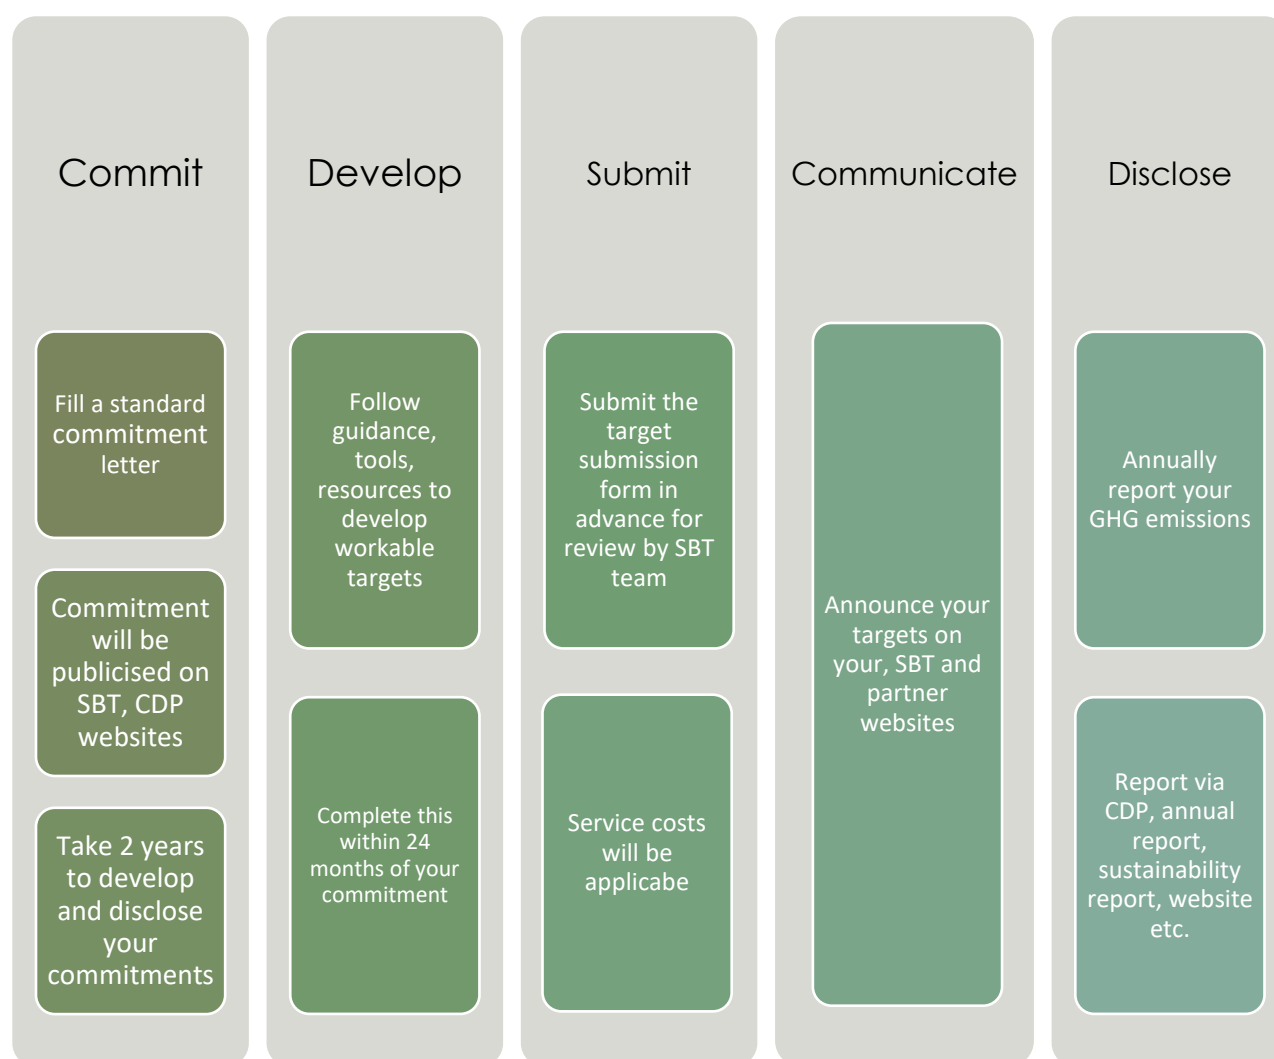 Commit
Fill a standard
commitment
letter
Commitment
will be
publicised on
SBT, CDP
websites
Take 2 years
to develop
and disclose
your
commitments
Develop
Follow
guidance,
tools,
resources to
develop
workable
targets
Complete this
within 24
months of your
commitment
Submit
Submit the
target
submission
form in
advance for
review by SBT
team
Service costs
will be
applicabe
Communicate
Announce your
targets on
your, SBT and
partner
websites
Disclose
Annually
report your
GHG emissions
Report via
CDP, annual
report,
sustainability
report, website
etc.